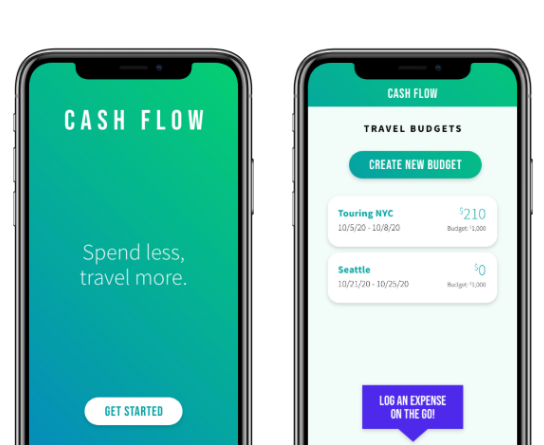 CASH FLOW
Spend less,
travel more.
GET STARTED
CASH FLOW
TRAVEL BUDGETS
CREATE NEW BUDGET
Touring NYC $210
10/5/20 - 10/8/20 Budget: $1,000
Seattle $0
10/21/20 - 10/25/20 Budget: $1,000
LOG AN EXPENSE
ON THE GO!